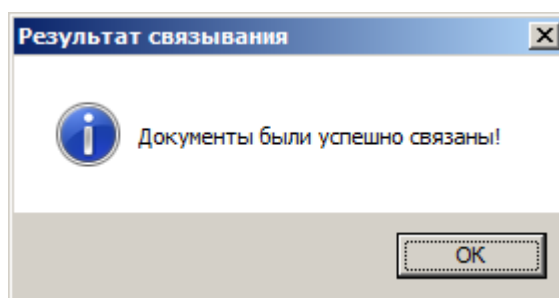 Результат связывания
Документы были успешно связаны!
OK